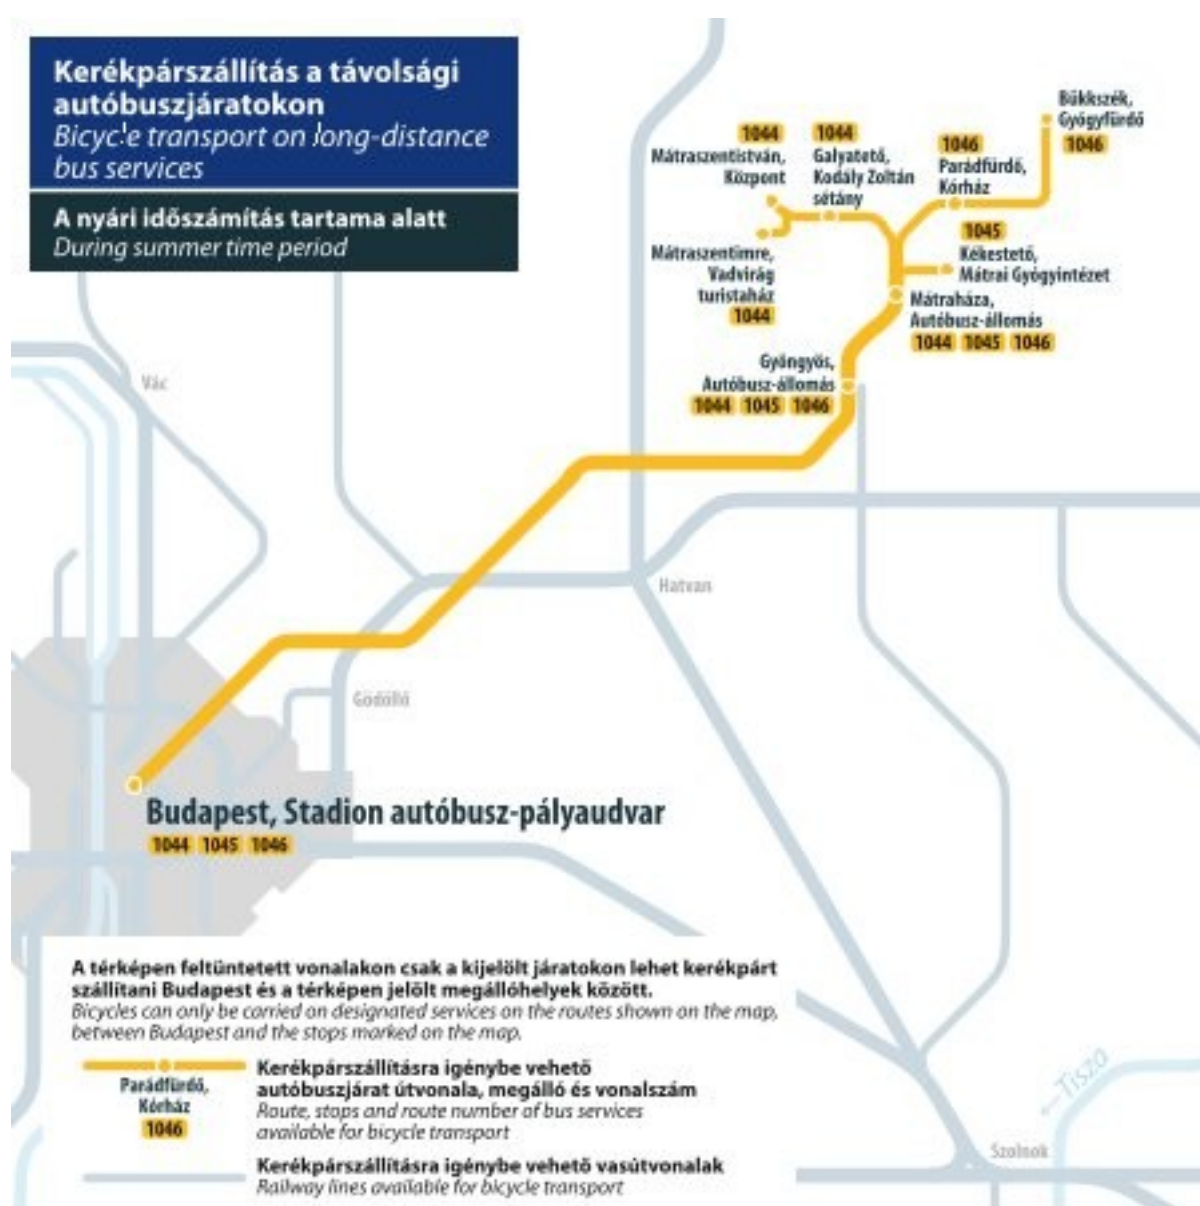 Kerékpárszállítás a távolsági
autóbuszjáratokon
Bicycle transport on long-distance
bus services
A nyári időszámítás tartama alatt
During summer time period
Bükkszék,
Gyógyfürdő
1046
1044
Mátraszentistván,
Központ
1044
Galyatető,
Kodály Zoltán
sétány
1046
Parádfürdő,
Kórház
1045
Kékestető,
Mátrai Gyógyintézet
Mátraszentimre,
Vadvirág
turistaház
1044
Mátraháza,
Autóbusz-állomás
1044 1045 1046
Gyöngyös,
Autóbusz-állomás
1044 1045 1046
Vác
Hatvan
Gödöllő
Budapest, Stadion autóbusz-pályaudvar
1044 1045 1046
A térképen feltüntetett vonalakon csak a kijelölt járatokon lehet kerékpárt
szállítani Budapest és a térképen jelölt megállóhelyek között.
Bicycles can only be carried on designated services on the routes shown on the map,
between Budapest and the stops marked on the map.
Parádfürdő,
Kórház
1046
Kerékpárszállításra igénybe vehető
autóbuszjárat útvonala, megálló és vonalszám
Route, stops and route number of bus services
available for bicycle transport
Kerékpárszállításra igénybe vehető vasútvonalak
Railway lines available for bicycle transport
Tisza
Szolnok